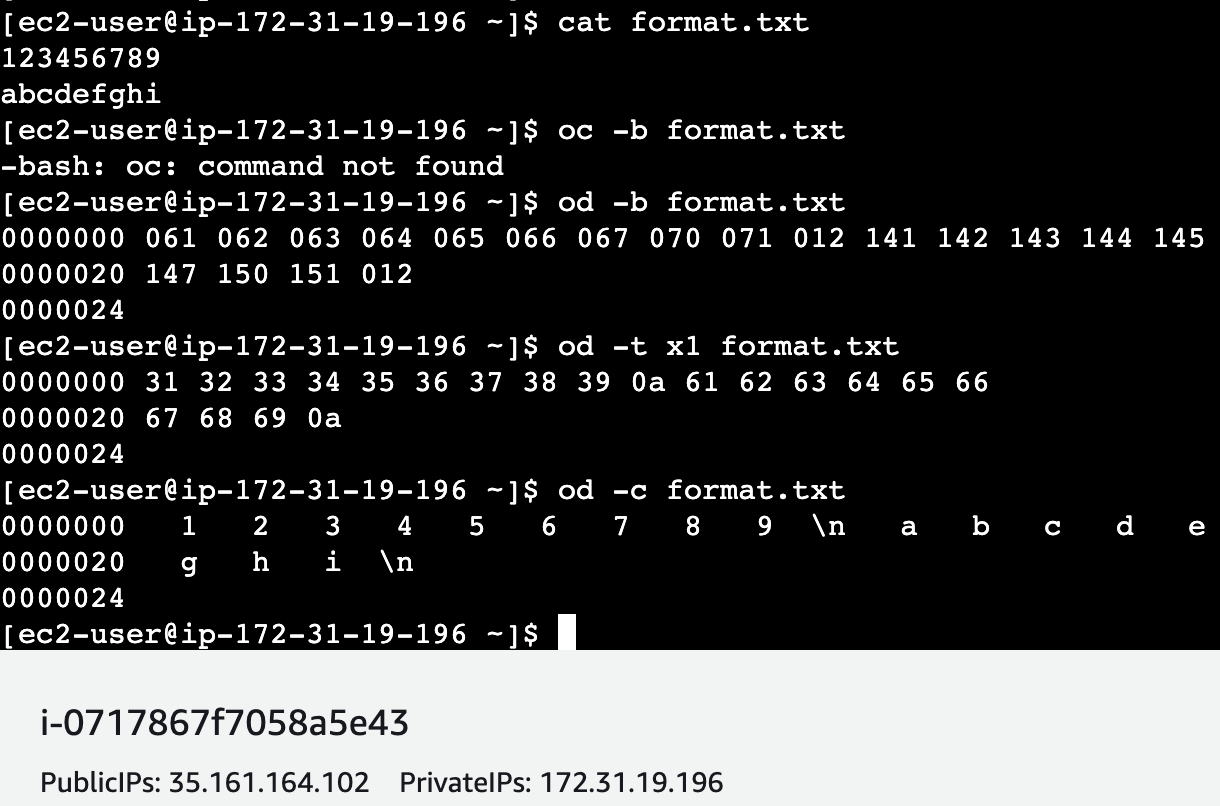 [ec2-user@ip-172-31-19-196 ~]$ cat format.txt
123456789
abcdefghi
[ec2-user@ip-172-31-19-196 ~]$ oc -b format.txt
-bash: oc: command not found
[ec2-user@ip-172-31-19-196 ~]$ od -b format.txt
0000000 061 062 063 064 065 066 067 070 071 012 141 142 143 144 145
0000020 147 150 151 012
0000024
[ec2-user@ip-172-31-19-196 ~]$ od -t x1 format.txt
0000000 31 32 33 34 35 36 37 38 39 0a 61 62 63 64 65 66
0000020 67 68 69 0a
0000024
[ec2-user@ip-172-31-19-196 ~]$ od -c format.txt
0000000   1   2   3   4   5   6   7   8   9  \n   a   b   c   d   e
0000020   g   h   i  \n
0000024
[ec2-user@ip-172-31-19-196 ~]$
i-0717867f7058a5e43
PublicIPs: 35.161.164.102 PrivateIPs: 172.31.19.196